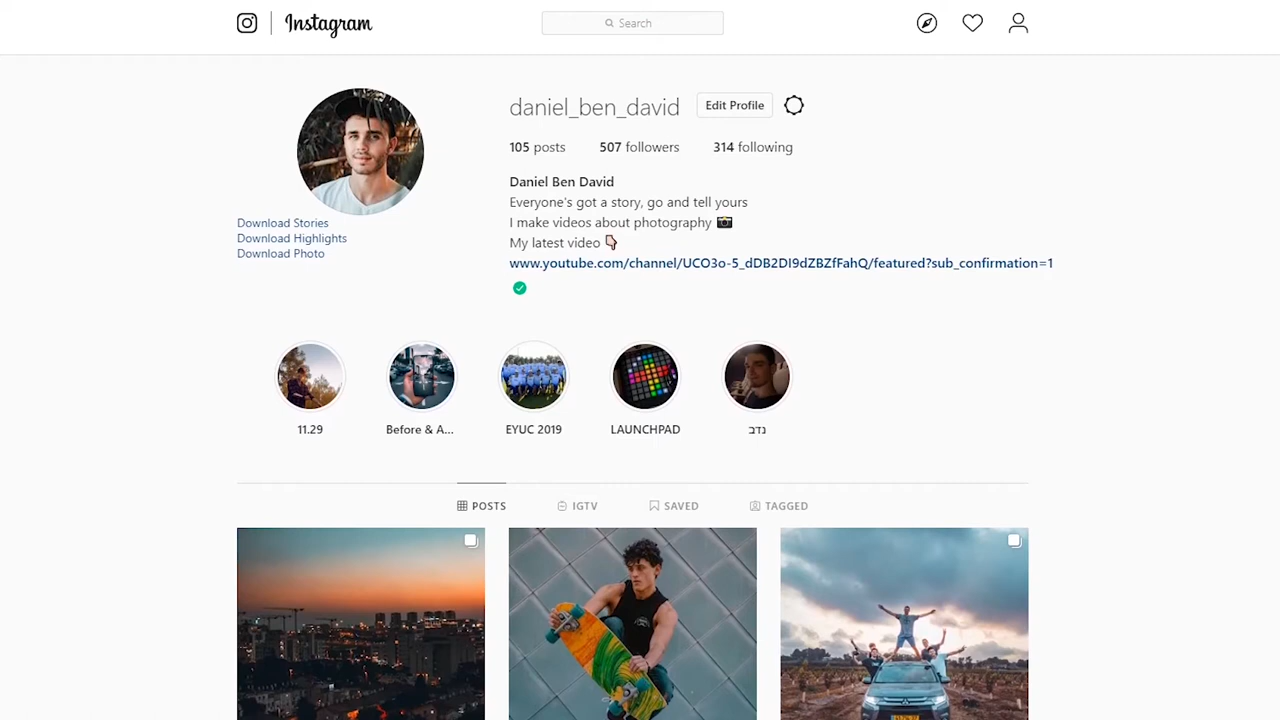 Instagram
Search
daniel_ben_david Edit Profile
105 posts 507 followers 314 following
Daniel Ben David
Everyone's got a story, go and tell yours
I make videos about photography 📸
My latest video 👇🏻
www.youtube.com/channel/UCO3o-5_dDB2DI9dZBZfFahQ/featured?sub_confirmation=1
Download Stories
Download Highlights
Download Photo
11.29 Before & A... EYUC 2019 LAUNCHPAD נדב
POSTS IGTV SAVED TAGGED